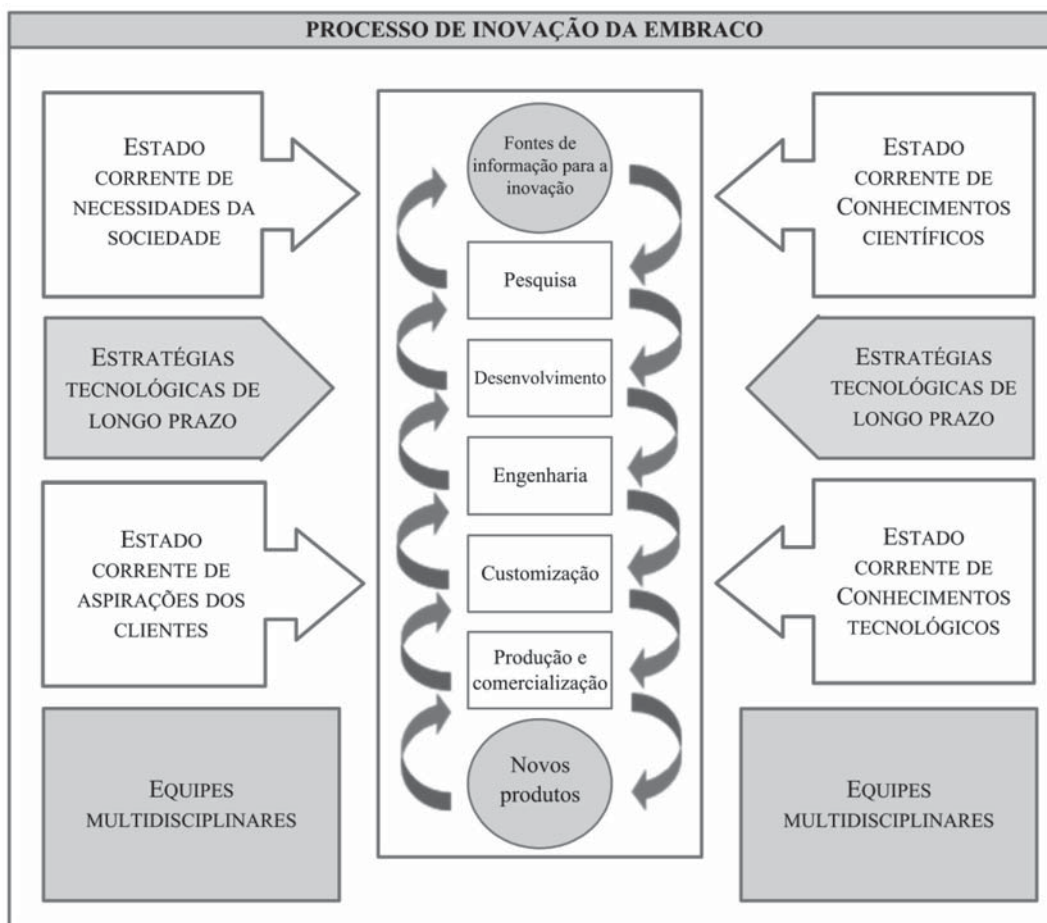 PROCESSO DE INOVAÇÃO DA EMBRACO
ESTADO
CORRENTE DE
NECESSIDADES DA
SOCIEDADE
ESTRATÉGIAS
TECNOLÓGICAS DE
LONGO PRAZO
ESTADO
CORRENTE DE
ASPIRAÇÕES DOS
CLIENTES
EQUIPES
MULTIDISCIPLINARES
Fontes de
informação para a
inovação
Pesquisa
Desenvolvimento
Engenharia
Customização
Produção e
comercialização
Novos
produtos
ESTADO
CORRENTE DE
CONHECIMENTOS
CIENTÍFICOS
ESTRATÉGIAS
TECNOLÓGICAS DE
LONGO PRAZO
ESTADO
CORRENTE DE
CONHECIMENTOS
TECNOLÓGICOS
EQUIPES
MULTIDISCIPLINARES